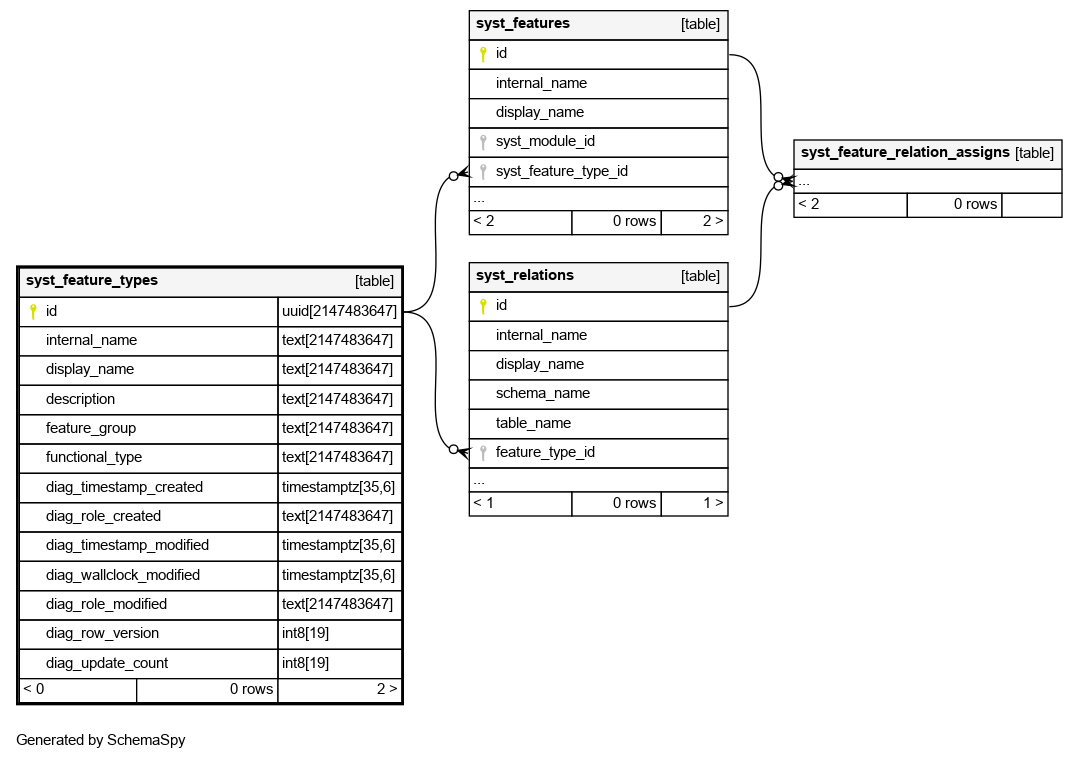 syst_features [table]
id
internal_name
display_name
syst_module_id
syst_feature_type_id
...
< 2 0 rows 2 >
syst_feature_relation_assigns [table]
...
< 2 0 rows
syst_relations [table]
id
internal_name
display_name
schema_name
table_name
feature_type_id
...
< 1 0 rows 1 >
syst_feature_types [table]
id uuid[2147483647]
internal_name text[2147483647]
display_name text[2147483647]
description text[2147483647]
feature_group text[2147483647]
functional_type text[2147483647]
diag_timestamp_created timestamptz[35,6]
diag_role_created text[2147483647]
diag_timestamp_modified timestamptz[35,6]
diag_wallclock_modified timestamptz[35,6]
diag_role_modified text[2147483647]
diag_row_version int8[19]
diag_update_count int8[19]
< 0 0 rows 2 >
Generated by SchemaSpy